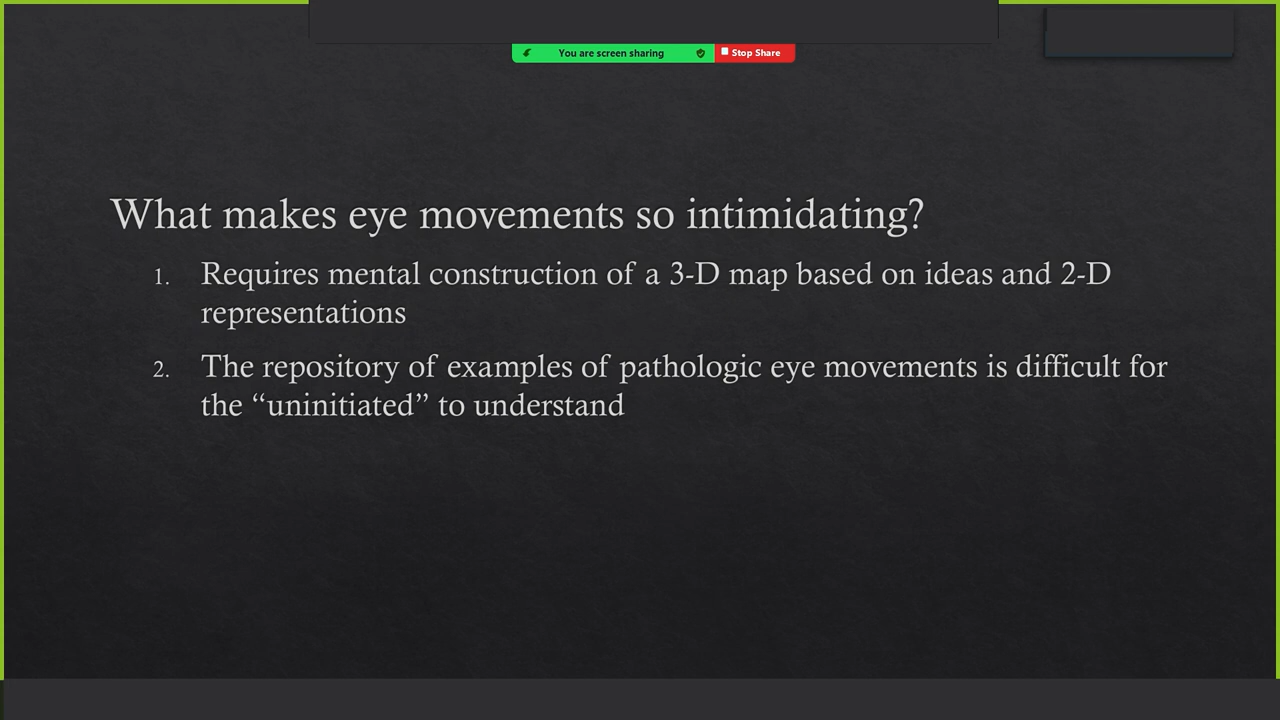 You are screen sharing
Stop Share
What makes eye movements so intimidating?
1. Requires mental construction of a 3-D map based on ideas and 2-D
representations
2. The repository of examples of pathologic eye movements is difficult for
the “uninitiated” to understand